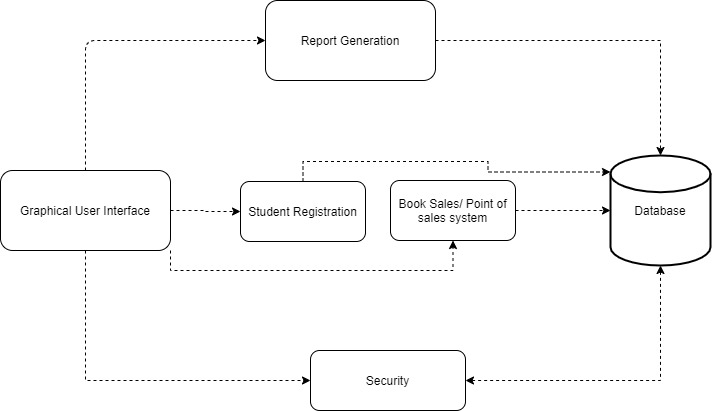 Report Generation
Graphical User Interface
Student Registration
Book Sales/ Point of
sales system
Database
Security